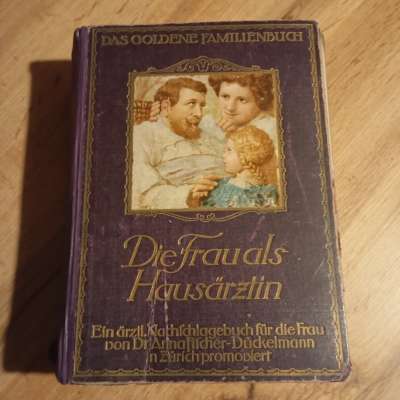 DAS GOLDENE FAMILIENBUCH
Die Frau als
Hausärztin
Ein ärztl. Nachschlagebuch für die Frau
von Dr. Anna Fischer-Dückelmann
in Zürich promoviert